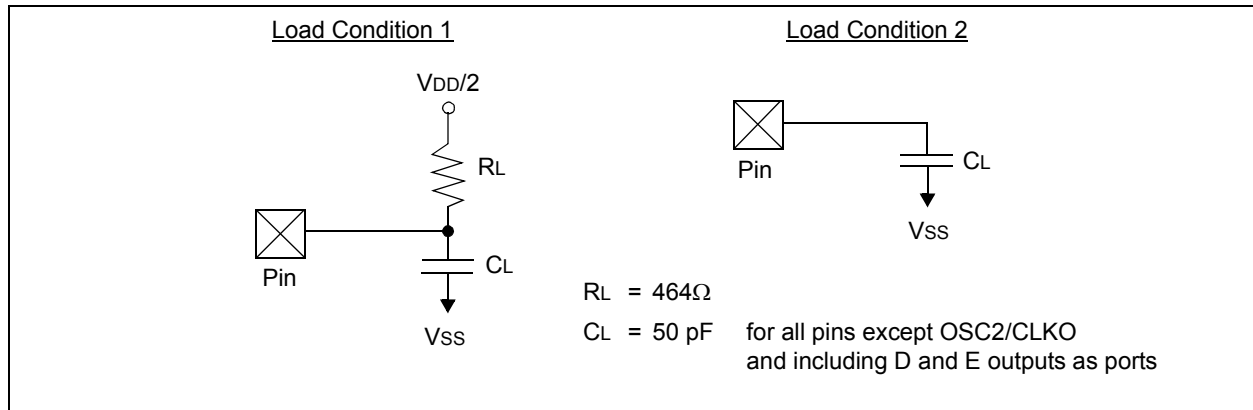 Load Condition 1
VDD/2
RL
Pin
CL
VSS
Load Condition 2
Pin
CL
VSS
RL = 464Ω
CL = 50 pF for all pins except OSC2/CLKO
and including D and E outputs as ports